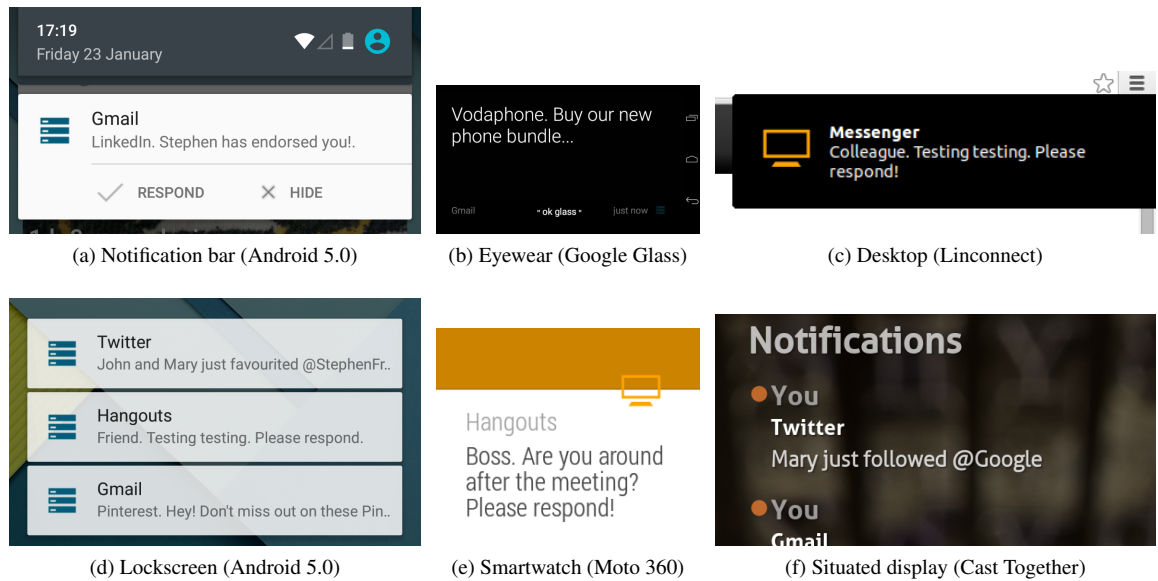 17:19
Friday 23 January
Gmail
LinkedIn. Stephen has endorsed you!.
RESPOND
HIDE
(a) Notification bar (Android 5.0)
Vodaphone. Buy our new
phone bundle...
Gmail
"ok glass"
just now
(b) Eyewear (Google Glass)
Messenger
Colleague. Testing testing. Please
respond!
(c) Desktop (Linconnect)
Twitter
John and Mary just favourited @StephenFr..
Hangouts
Friend. Testing testing. Please respond.
Gmail
Pinterest. Hey! Don't miss out on these Pin..
(d) Lockscreen (Android 5.0)
Hangouts
Boss. Are you around
after the meeting?
Please respond!
(e) Smartwatch (Moto 360)
Notifications
You
Twitter
Mary just followed @Google
You
Gmail
(f) Situated display (Cast Together)